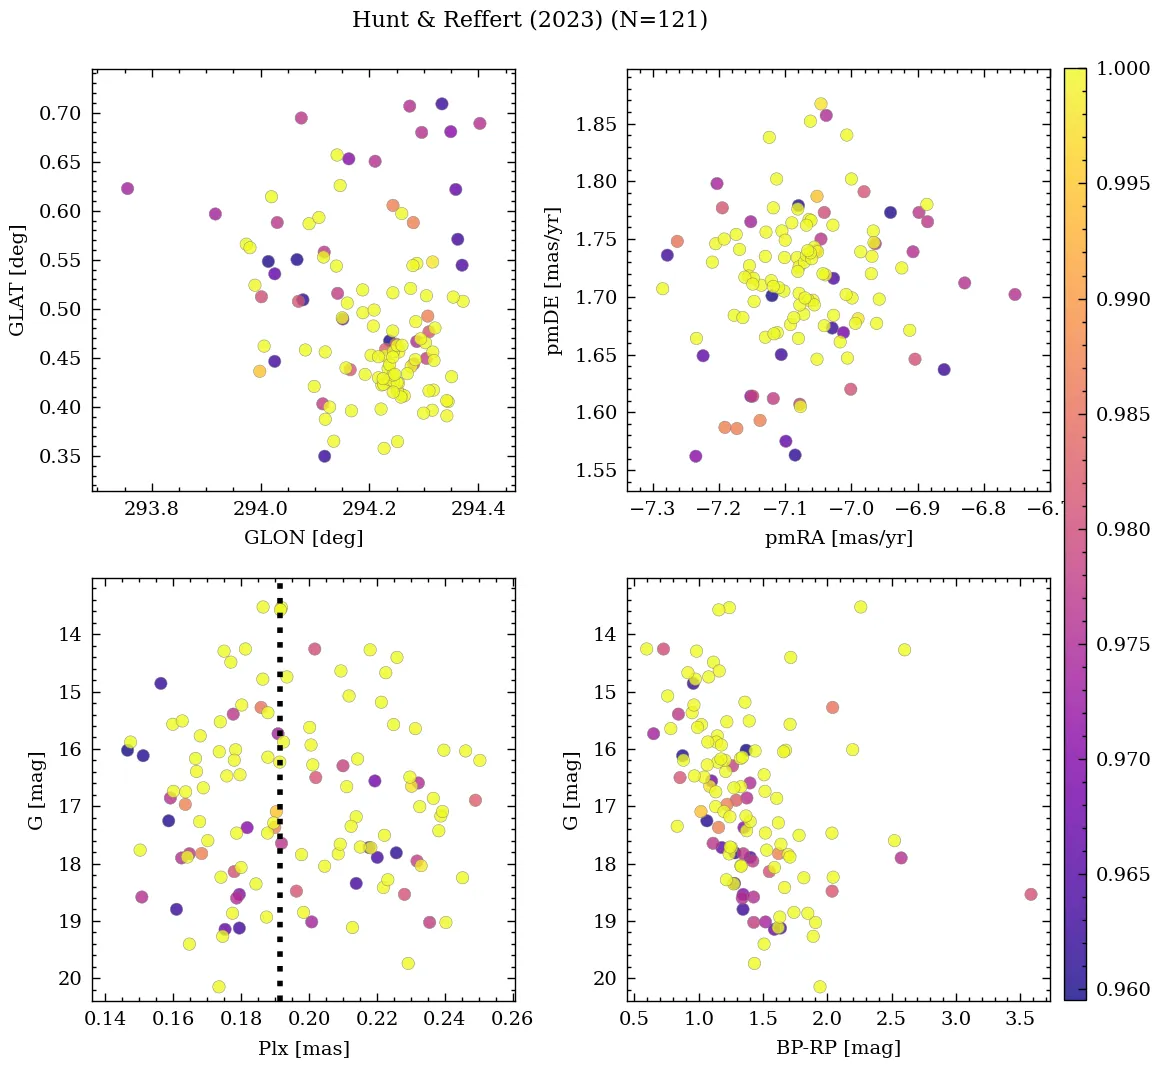 Hunt & Reffert (2023) (N=121)
0.70
0.65
0.60
0.55
0.50
0.45
0.40
0.35
GLAT [deg]
293.8 294.0 294.2 294.4
GLON [deg]
1.85
1.80
1.75
1.70
1.65
1.60
1.55
pmDE [mas/yr]
−7.3 −7.2 −7.1 −7.0 −6.9 −6.8 −6.7
pmRA [mas/yr]
1.000
0.995
0.990
0.985
0.980
0.975
0.970
0.965
0.960
14
15
16
17
18
19
20
G [mag]
0.14 0.16 0.18 0.20 0.22 0.24 0.26
Plx [mas]
14
15
16
17
18
19
20
G [mag]
0.5 1.0 1.5 2.0 2.5 3.0 3.5
BP-RP [mag]